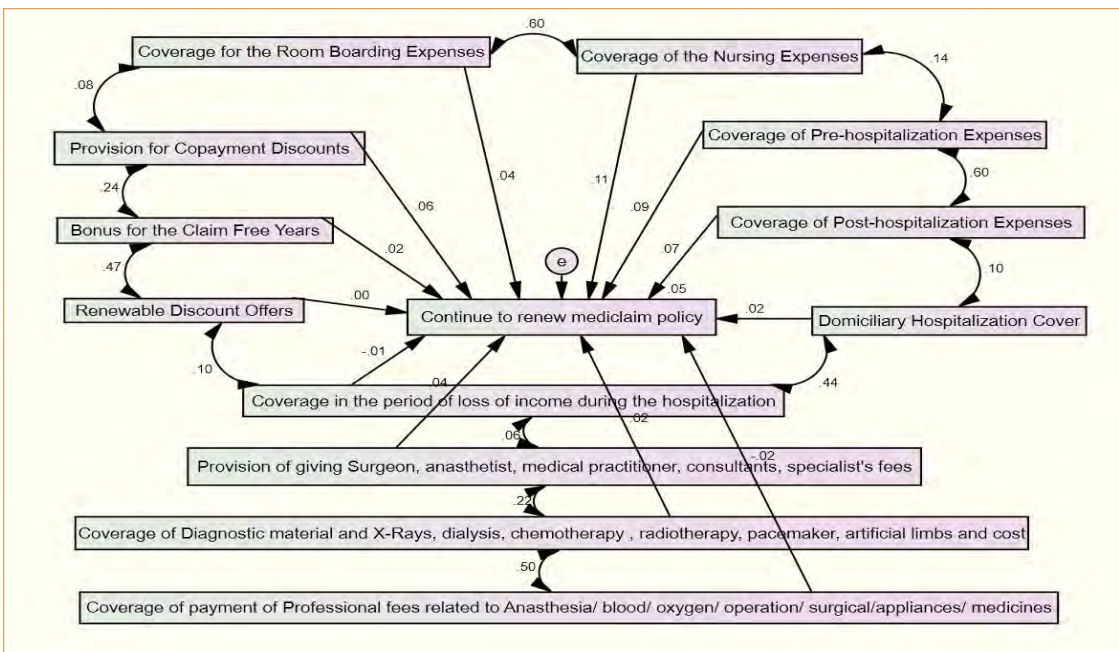 .60
Coverage for the Room Boarding Expenses
Coverage of the Nursing Expenses
.14
.08
Coverage of Pre-hospitalization Expenses
Provision for Copayment Discounts
.60
.04
.11
.24
.06
.09
Coverage of Post-hospitalization Expenses
Bonus for the Claim Free Years
.02
.07
e
.47
.10
.00
.05
Renewable Discount Offers
Continue to renew mediclaim policy
.02
Domiciliary Hospitalization Cover
-.01
.10
.04
.44
Coverage in the period of loss of income during the hospitalization
.02
.06
-.02
Provision of giving Surgeon, anasthetist, medical practitioner, consultants, specialist's fees
.22
Coverage of Diagnostic material and X-Rays, dialysis, chemotherapy , radiotherapy, pacemaker, artificial limbs and cost
.50
Coverage of payment of Professional fees related to Anasthesia/ blood/ oxygen/ operation/ surgical/appliances/ medicines